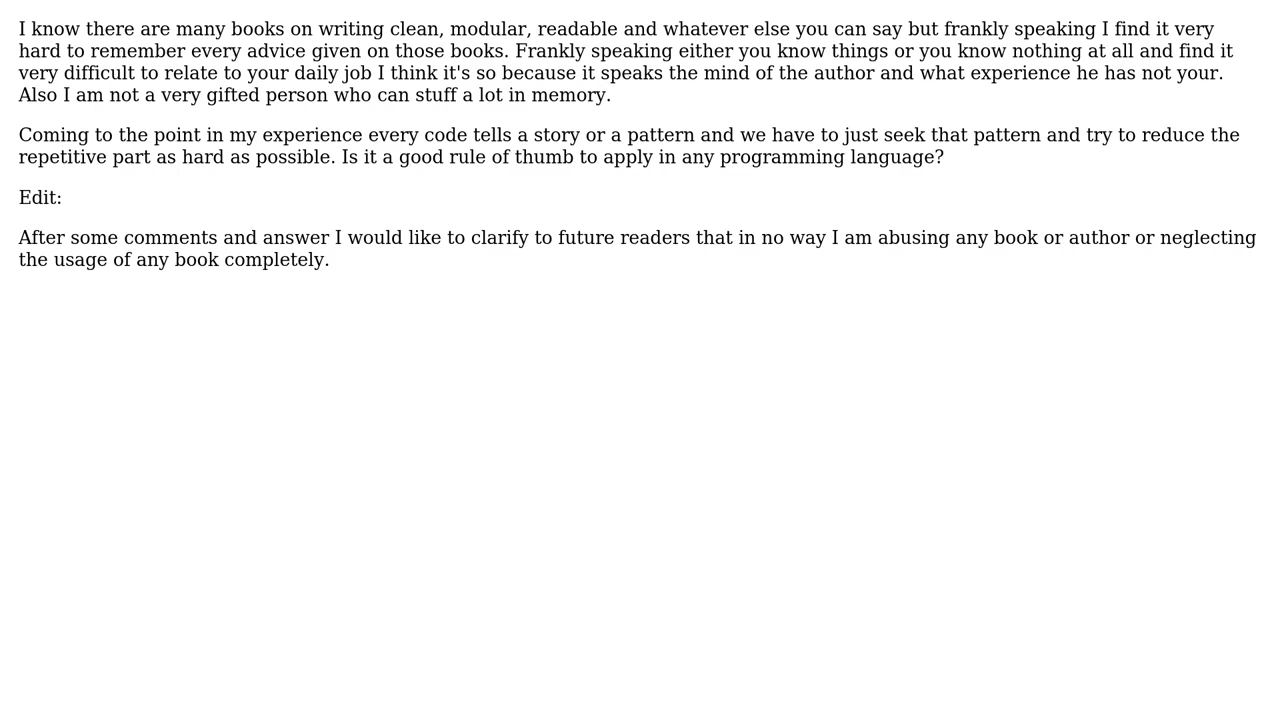 I know there are many books on writing clean, modular, readable and whatever else you can say but frankly speaking I find it very
hard to remember every advice given on those books. Frankly speaking either you know things or you know nothing at all and find it
very difficult to relate to your daily job I think it's so because it speaks the mind of the author and what experience he has not your.
Also I am not a very gifted person who can stuff a lot in memory.
Coming to the point in my experience every code tells a story or a pattern and we have to just seek that pattern and try to reduce the
repetitive part as hard as possible. Is it a good rule of thumb to apply in any programming language?
Edit:
After some comments and answer I would like to clarify to future readers that in no way I am abusing any book or author or neglecting
the usage of any book completely.